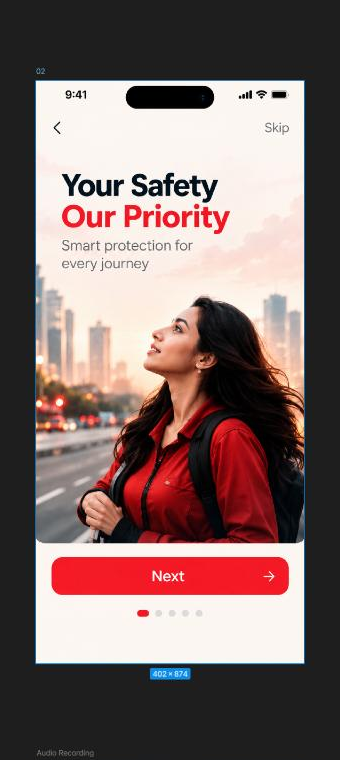 02
9:41
Skip
Your Safety
Our Priority
Smart protection for
every journey
Next
402 × 874
Audio Recording